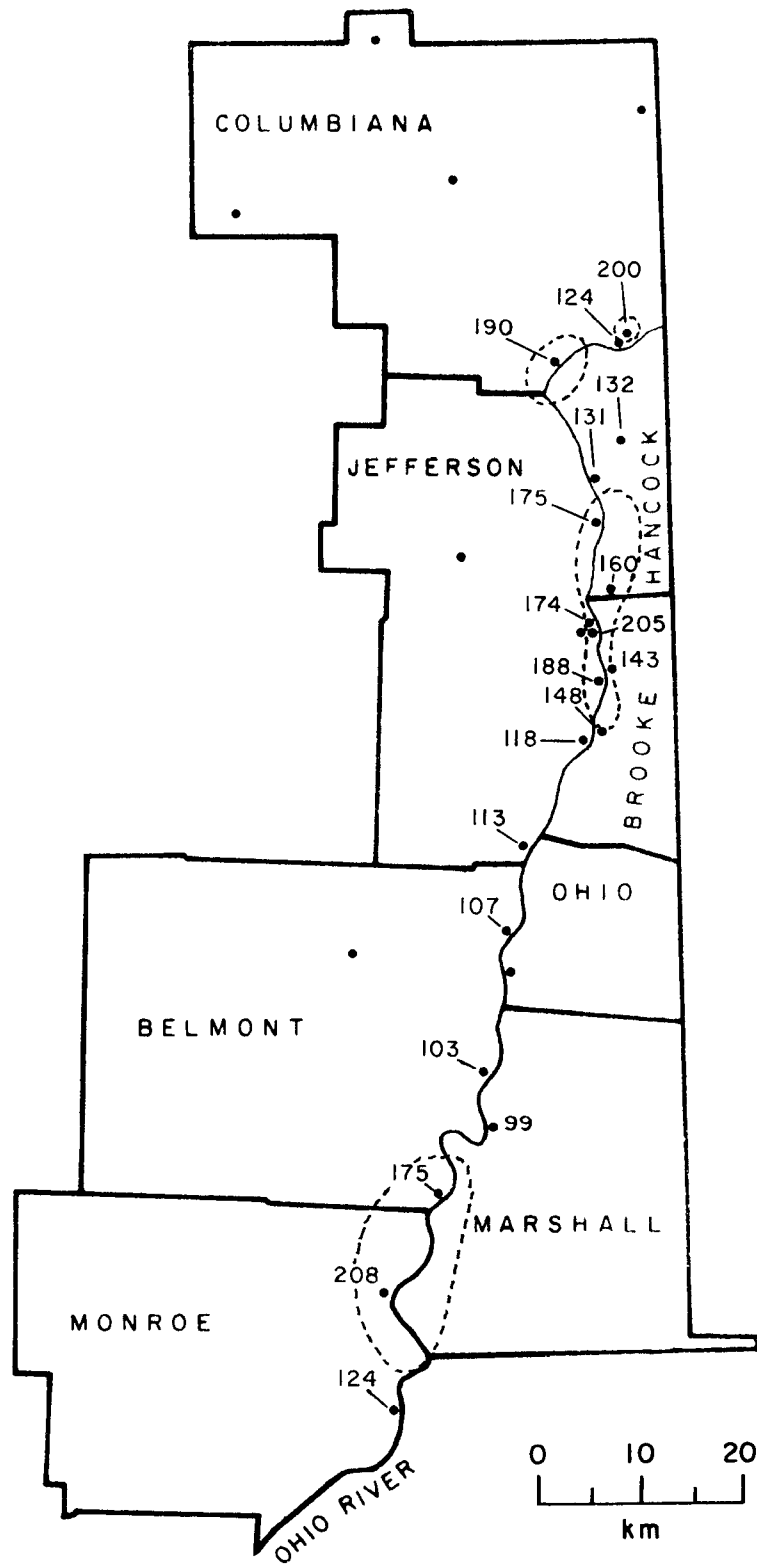 COLUMBIANA
200
124
190
132
131
JEFFERSON
HANCOCK
175
160
174
205
143
188
148
BROOKE
118
113
OHIO
107
BELMONT
103
99
175
MARSHALL
208
MONROE
124
OHIO RIVER
0 10 20
km